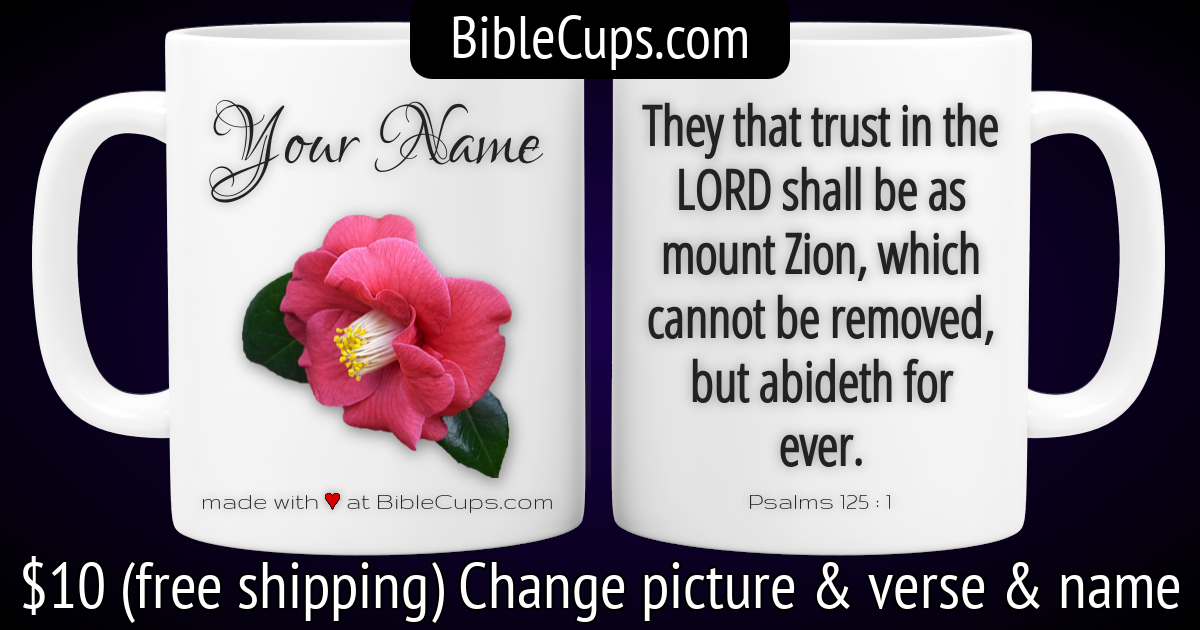 BibleCups.com
Your Name
made with ♥ at BibleCups.com
They that trust in the
LORD shall be as
mount Zion, which
cannot be removed,
but abideth for
ever.
Psalms 125 : 1
$10 (free shipping) Change picture & verse & name